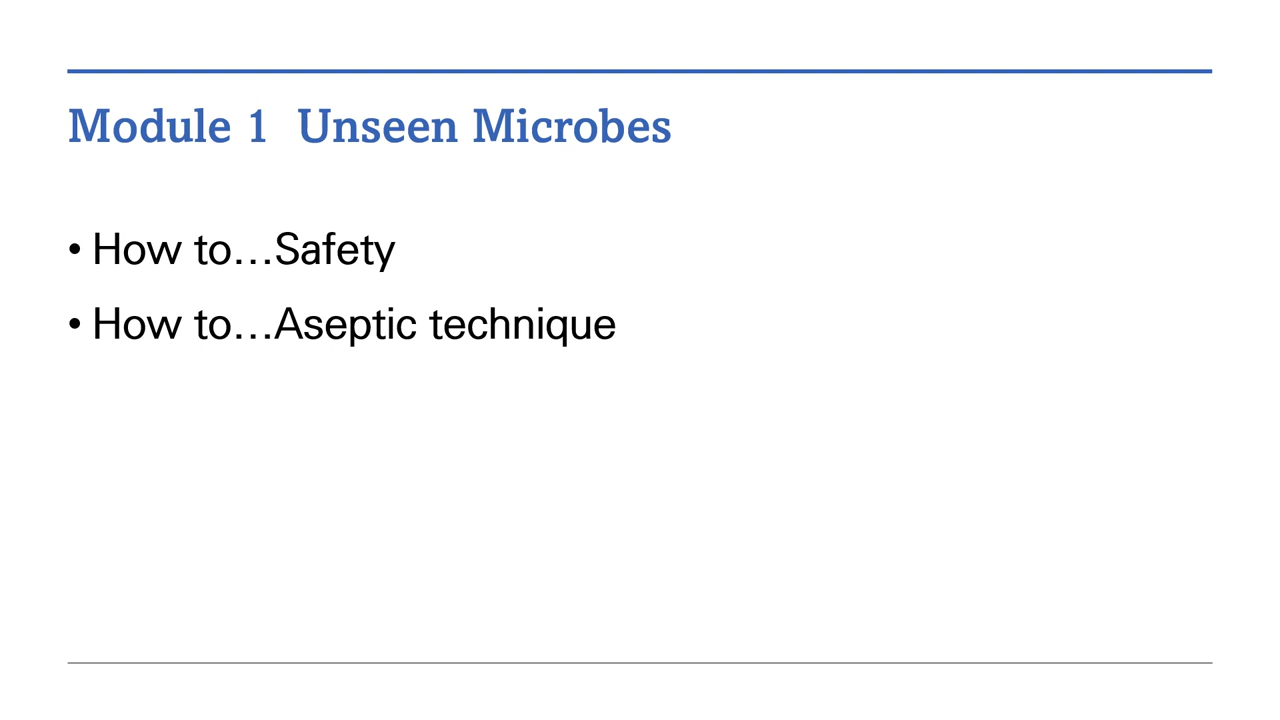 Module 1  Unseen Microbes
• How to…Safety
• How to…Aseptic technique